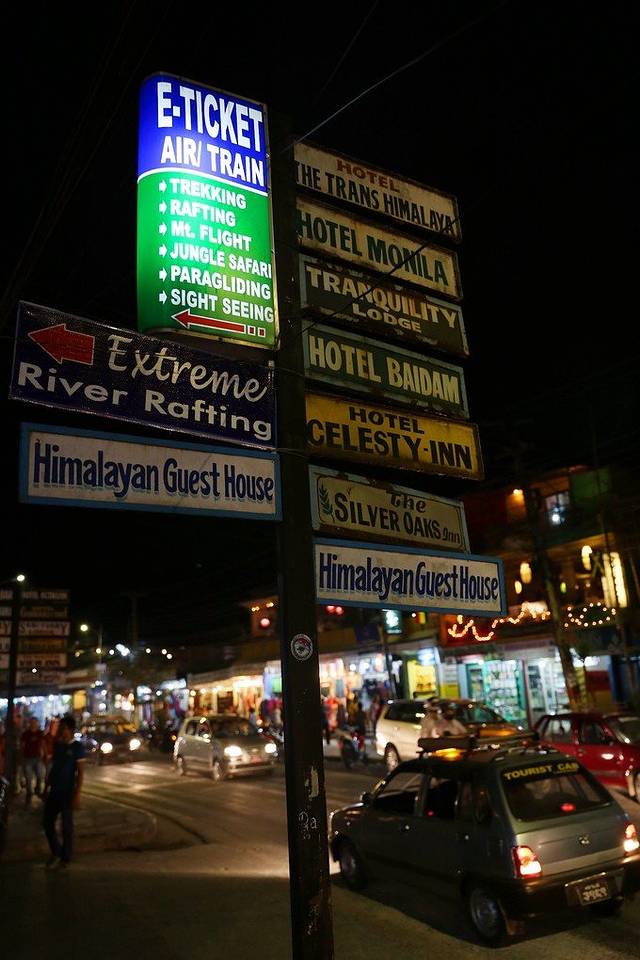 E-TICKET
AIR/ TRAIN
TREKKING
RAFTING
Mt. FLIGHT
JUNGLE SAFARI
PARAGLIDING
SIGHT SEEING
Extreme
River Rafting
Himalayan Guest House
HOTEL
THE TRANS HIMALAYA
HOTEL MONILA
TRANQUILITY
LODGE
HOTEL BAIDAM
HOTEL
CELESTY-INN
The
SILVER OAKS Inn
Himalayan Guest House
TOURIST CAR